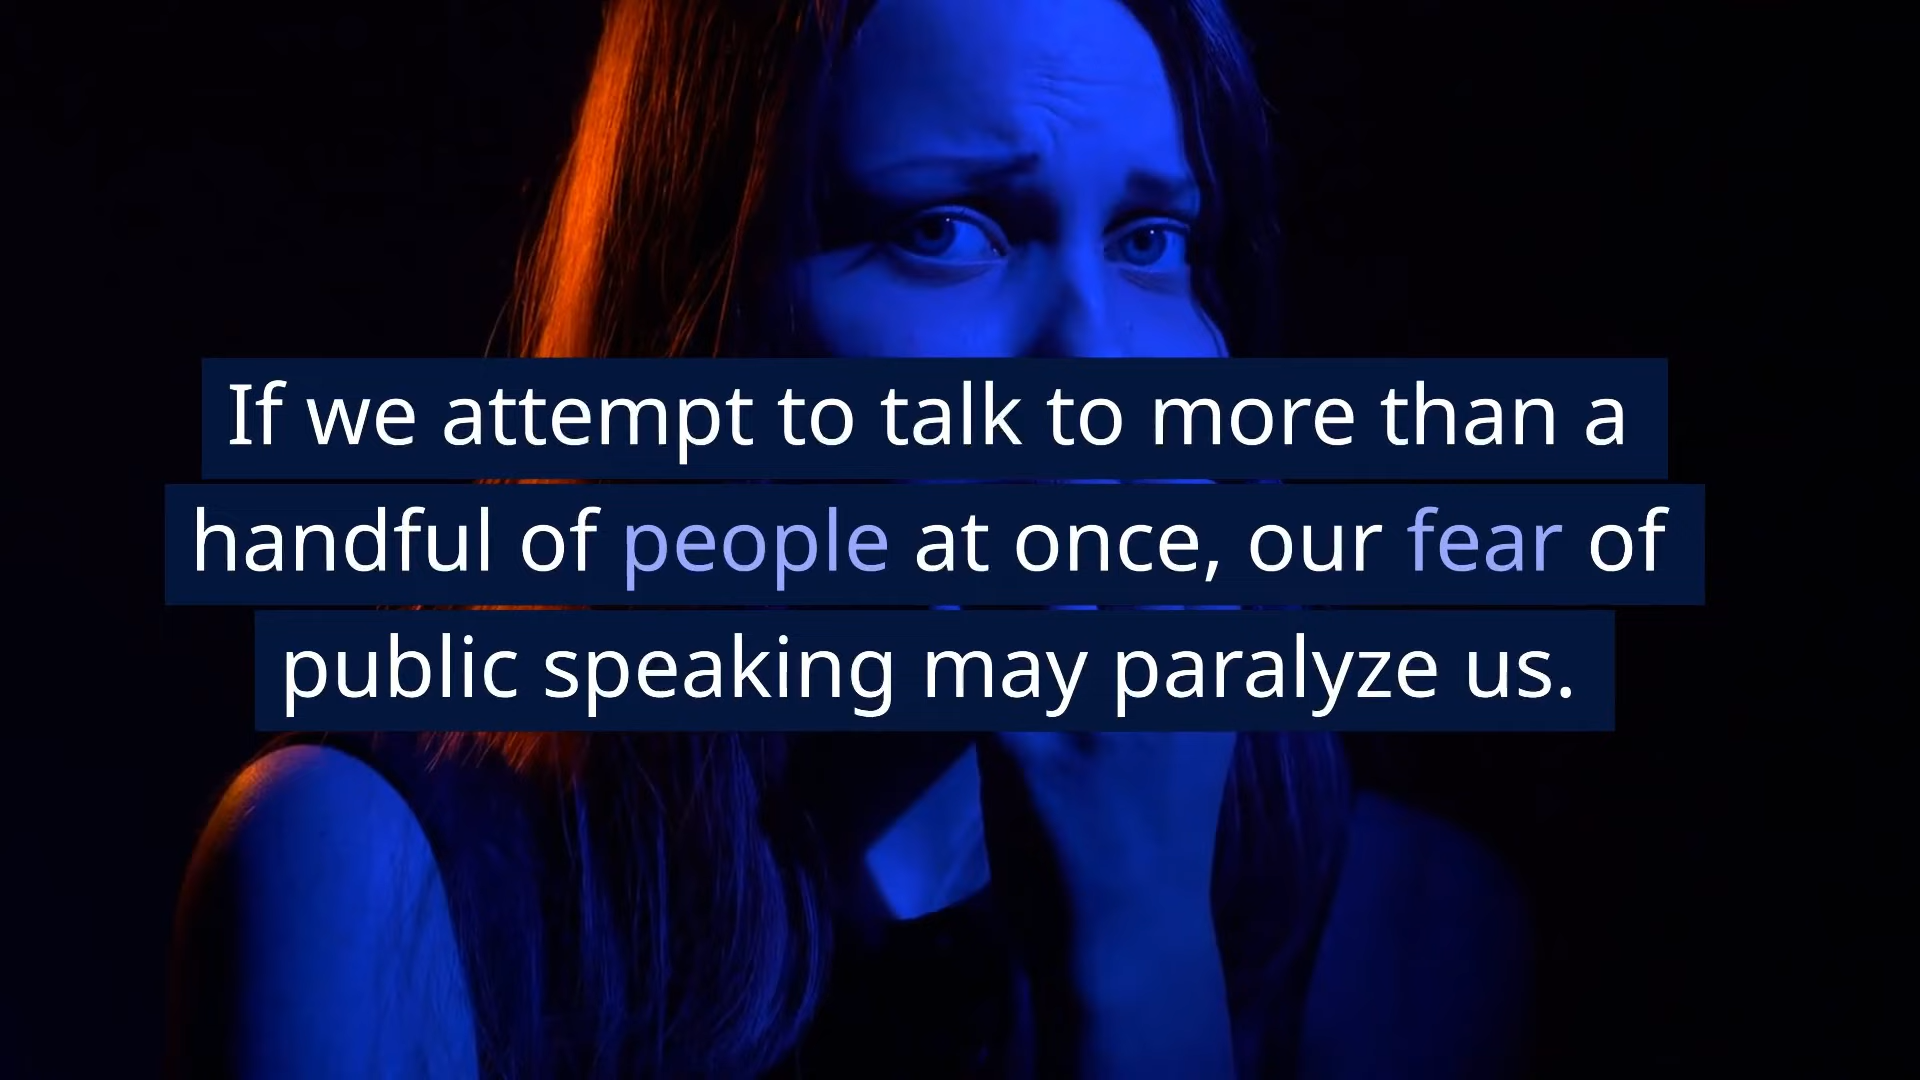 If we attempt to talk to more than a
handful of people at once, our fear of
public speaking may paralyze us.